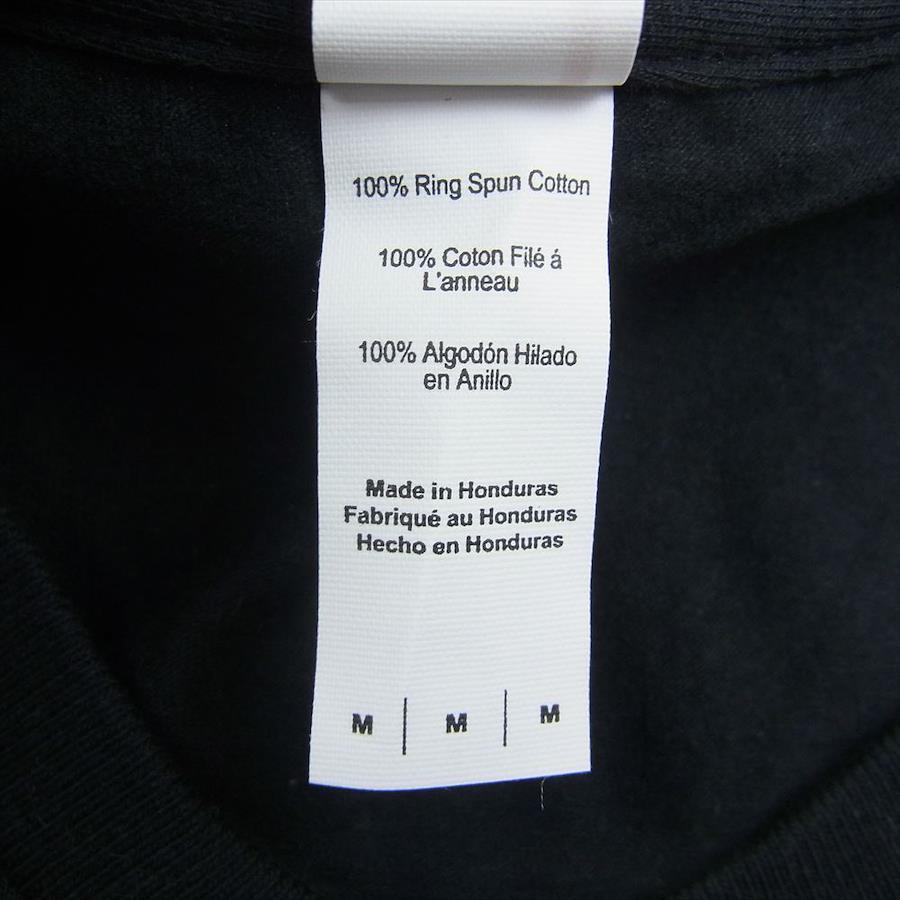 100% Ring Spun Cotton
100% Coton Filé á
L'anneau
100% Algodón Hilado
en Anillo
Made in Honduras
Fabriqué au Honduras
Hecho en Honduras
M | M | M